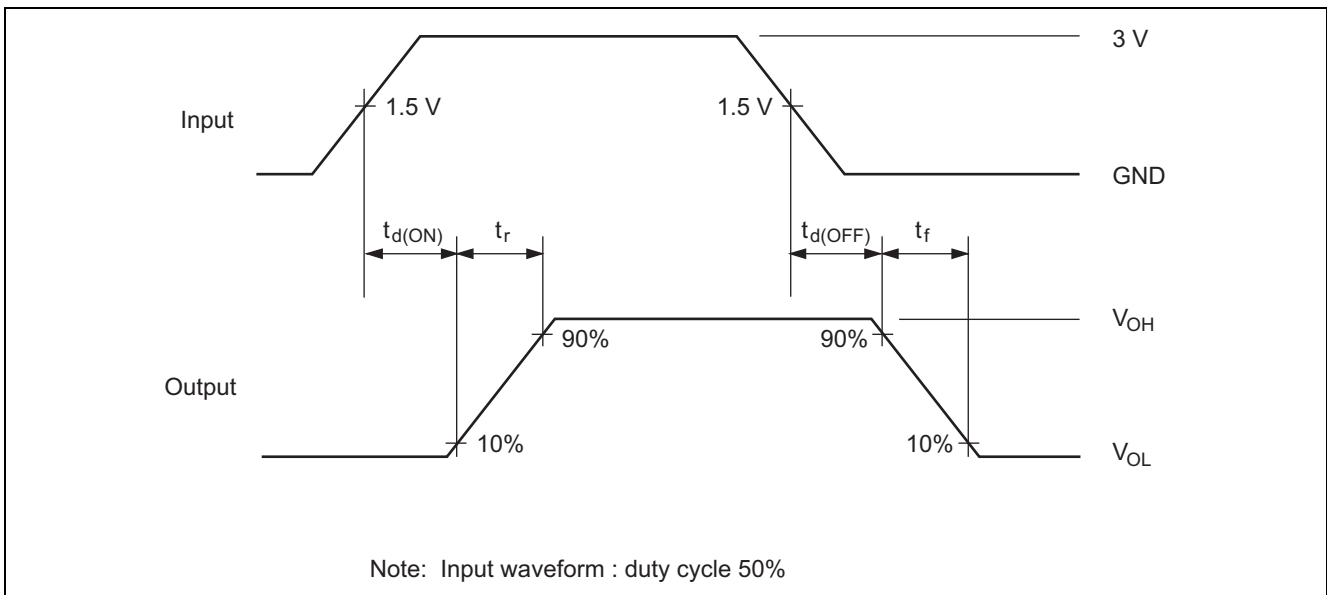 3 V
1.5 V
1.5 V
Input
GND
td(ON)
tr
td(OFF)
tf
VOH
90%
90%
Output
10%
10%
VOL
Note: Input waveform : duty cycle 50%